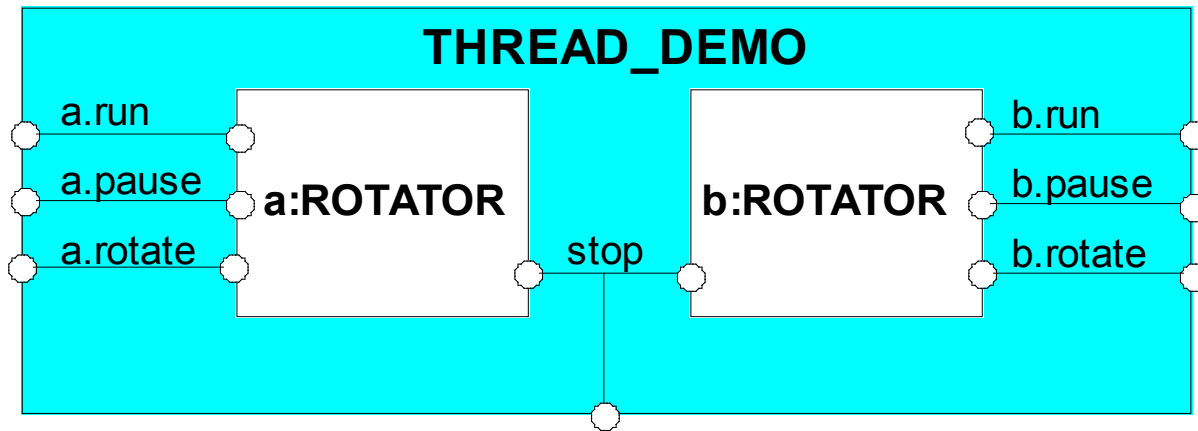 THREAD_DEMO
a.run
a.pause
a.rotate
a:ROTATOR
stop
b:ROTATOR
b.run
b.pause
b.rotate